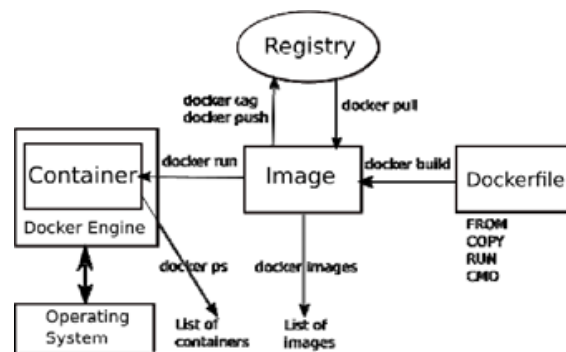 Registry
docker tag
docker push
docker pull
docker run
docker build
Container
Image
Dockerfile
Docker Engine
FROM
COPY
RUN
CMD
docker ps
docker images
Operating
System
List of
containers
List of
images